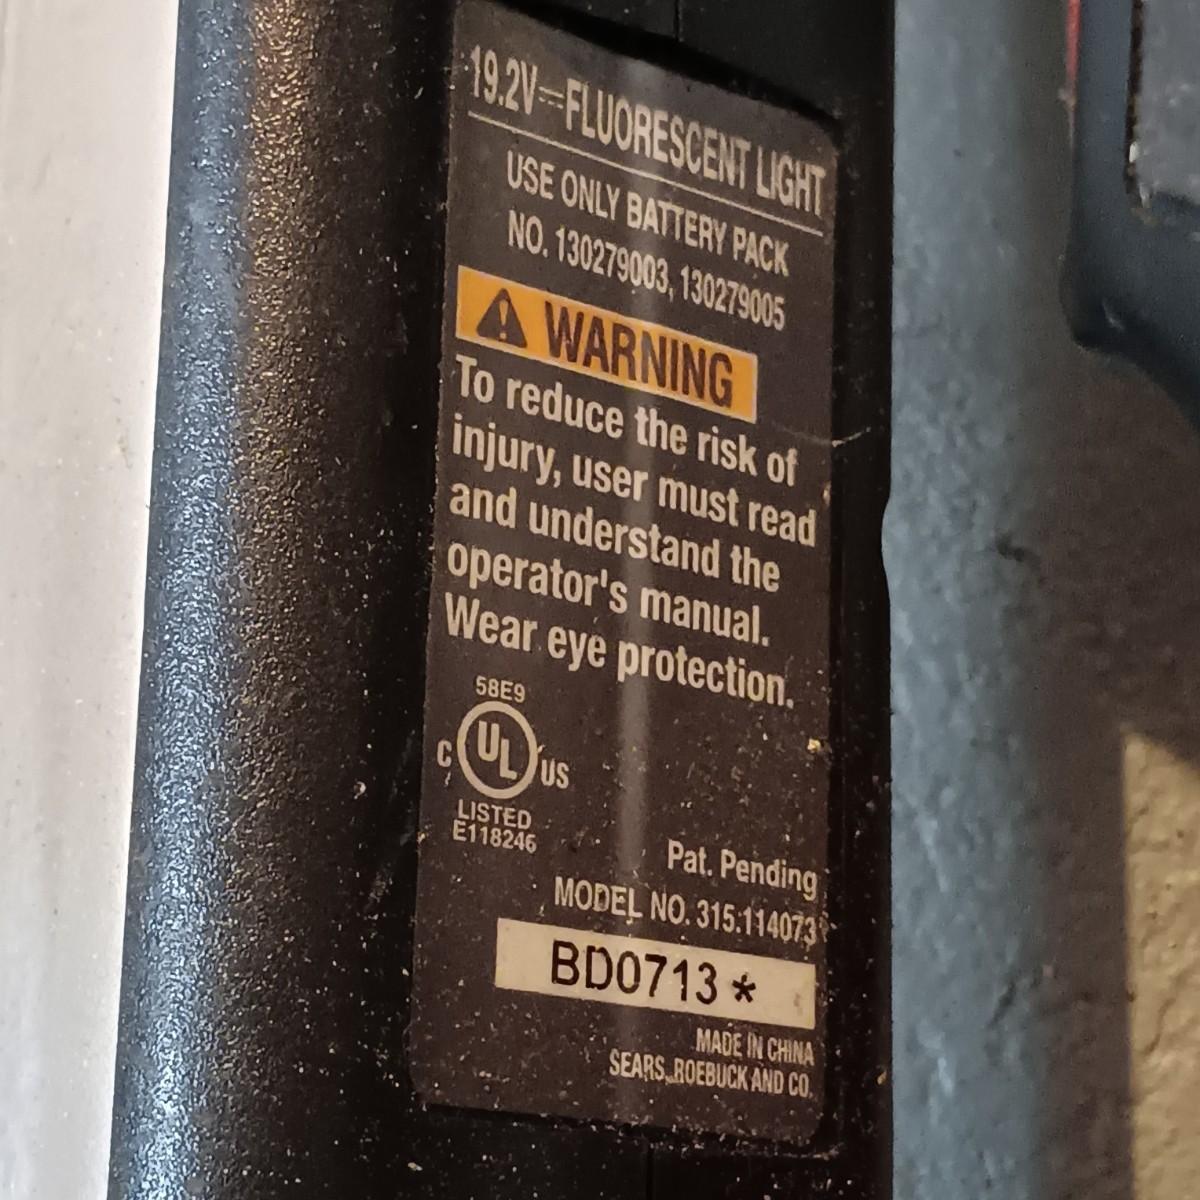 19.2V⎓FLUORESCENT LIGHT
USE ONLY BATTERY PACK
NO. 130279003, 130279005
WARNING
To reduce the risk of
injury, user must read
and understand the
operator's manual.
Wear eye protection.
58E9
C UL US
LISTED
E118246
Pat. Pending
MODEL NO. 315.114073
BD0713*
MADE IN CHINA
SEARS, ROEBUCK AND CO.